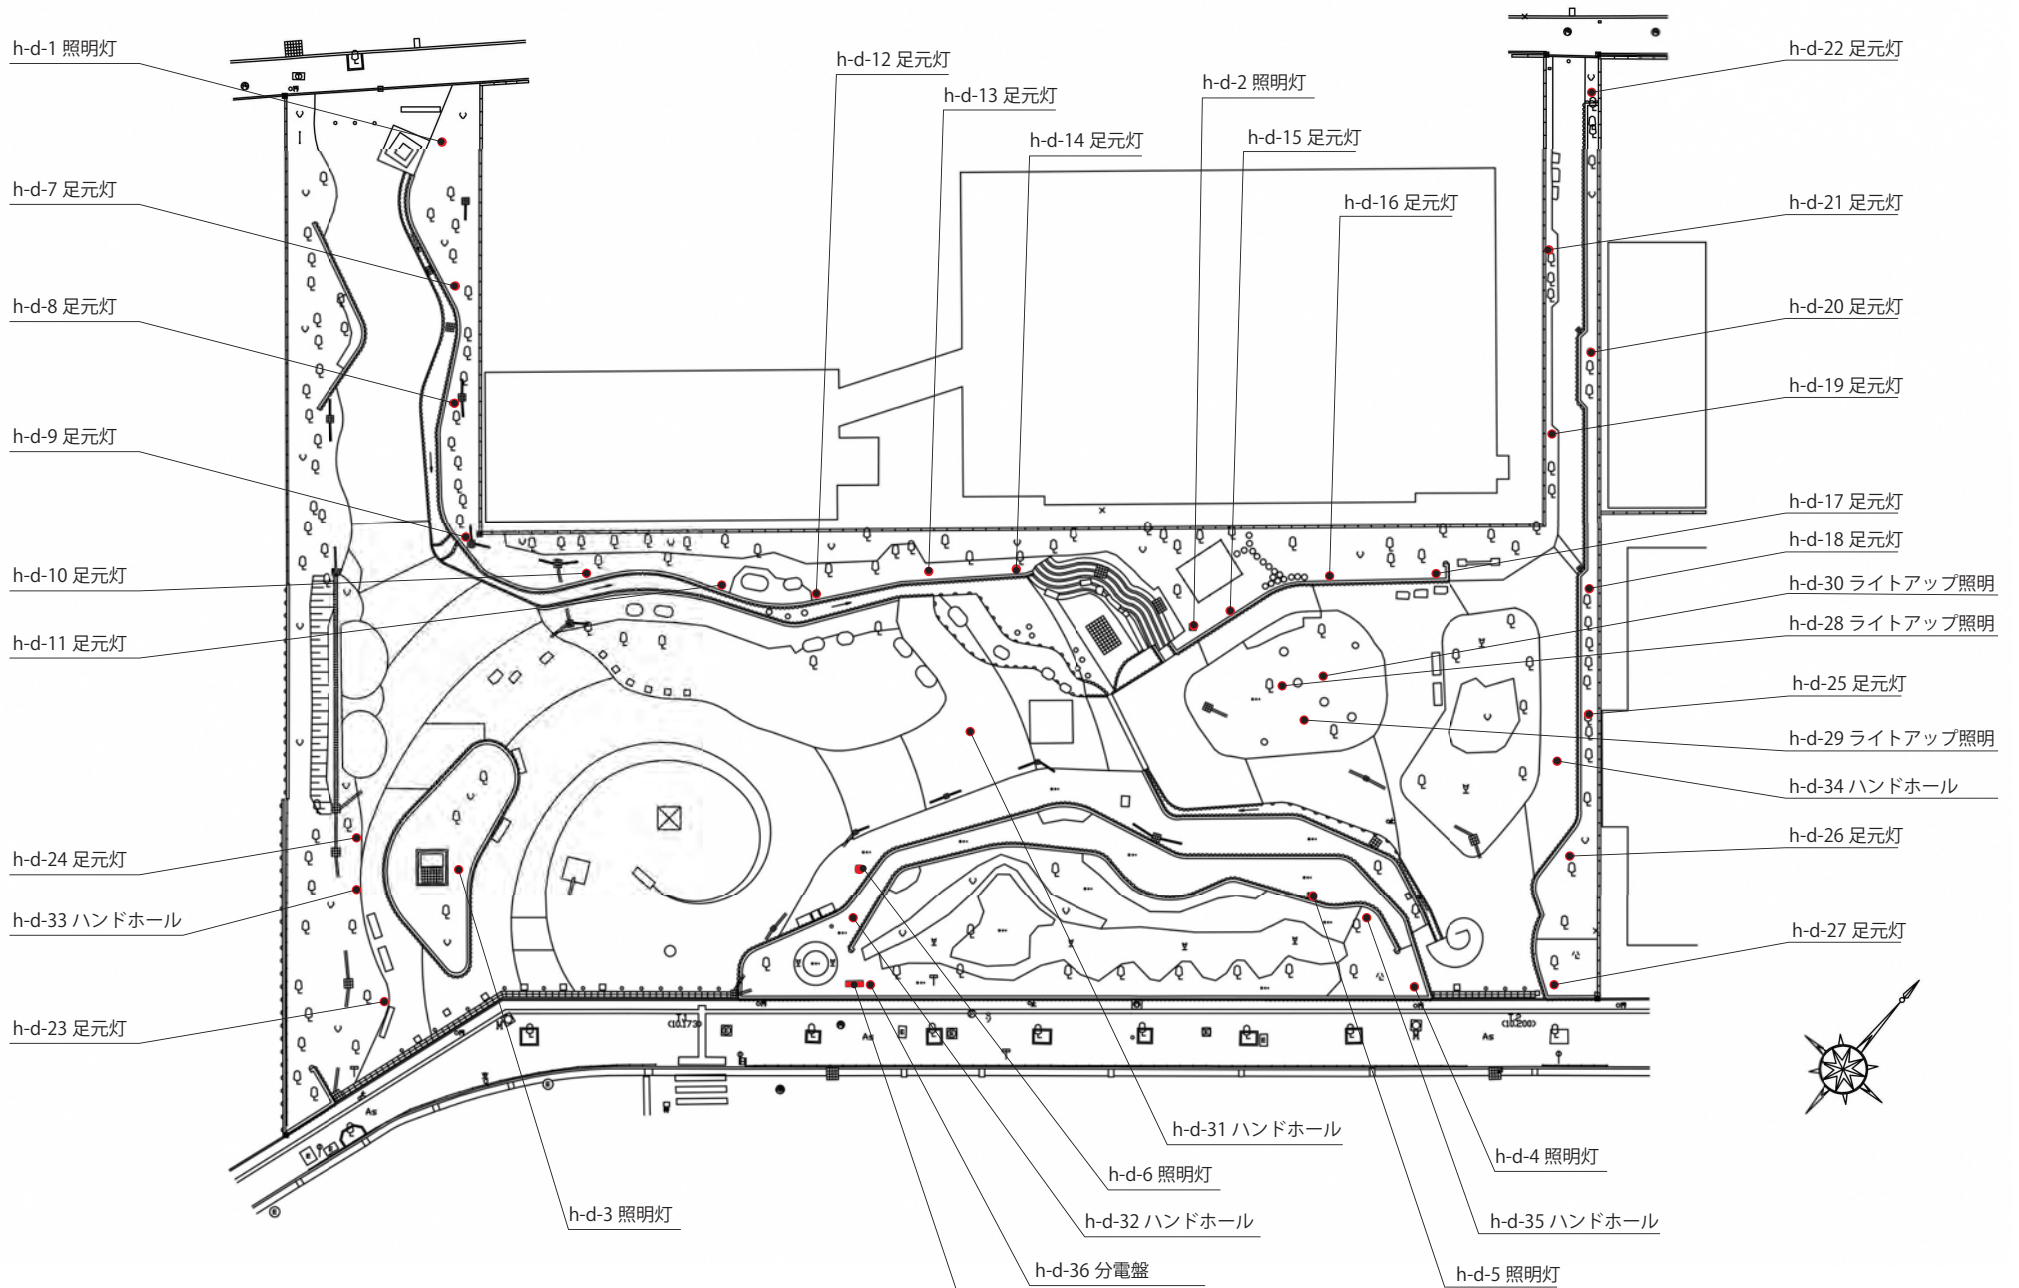 h-d-1 照明灯
h-d-7 足元灯
h-d-8 足元灯
h-d-9 足元灯
h-d-10 足元灯
h-d-11 足元灯
h-d-24 足元灯
h-d-33 ハンドホール
h-d-23 足元灯
h-d-12 足元灯
h-d-13 足元灯
h-d-14 足元灯
h-d-2 照明灯
h-d-15 足元灯
h-d-16 足元灯
h-d-22 足元灯
h-d-21 足元灯
h-d-20 足元灯
h-d-19 足元灯
h-d-17 足元灯
h-d-18 足元灯
h-d-30 ライトアップ照明
h-d-28 ライトアップ照明
h-d-25 足元灯
h-d-29 ライトアップ照明
h-d-34 ハンドホール
h-d-26 足元灯
h-d-27 足元灯
T.1
(10.173)
As
T.2
(10.200)
As
As
h-d-31 ハンドホール
h-d-4 照明灯
h-d-6 照明灯
h-d-3 照明灯
h-d-32 ハンドホール
h-d-35 ハンドホール
h-d-36 分電盤
h-d-5 照明灯